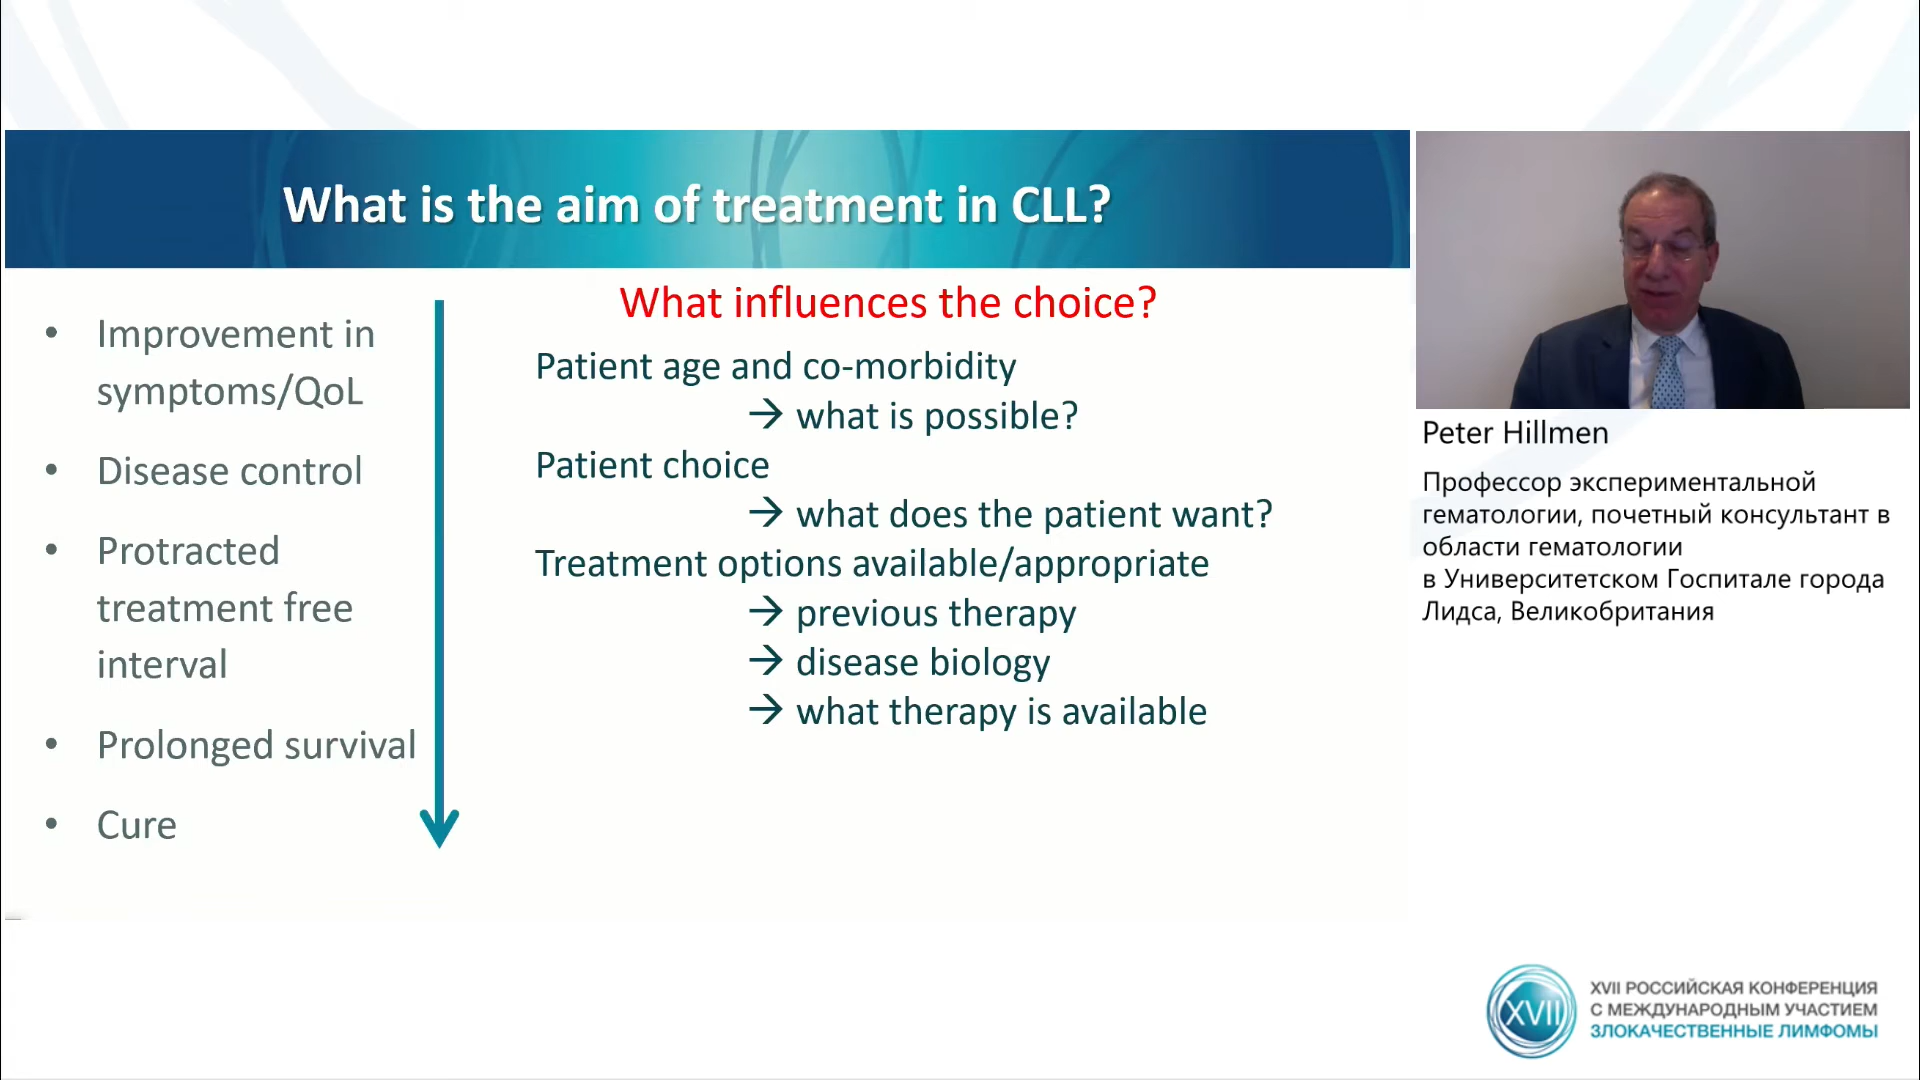 What is the aim of treatment in CLL?
• Improvement in
symptoms/QoL
• Disease control
• Protracted
treatment free
interval
• Prolonged survival
• Cure
What influences the choice?
Patient age and co-morbidity
→ what is possible?
Patient choice
→ what does the patient want?
Treatment options available/appropriate
→ previous therapy
→ disease biology
→ what therapy is available
Peter Hillmen
Профессор экспериментальной
гематологии, почетный консультант в
области гематологии
в Университетском Госпитале города
Лидса, Великобритания
XVII
XVII РОССИЙСКАЯ КОНФЕРЕНЦИЯ
С МЕЖДУНАРОДНЫМ УЧАСТИЕМ
ЗЛОКАЧЕСТВЕННЫЕ ЛИМФОМЫ